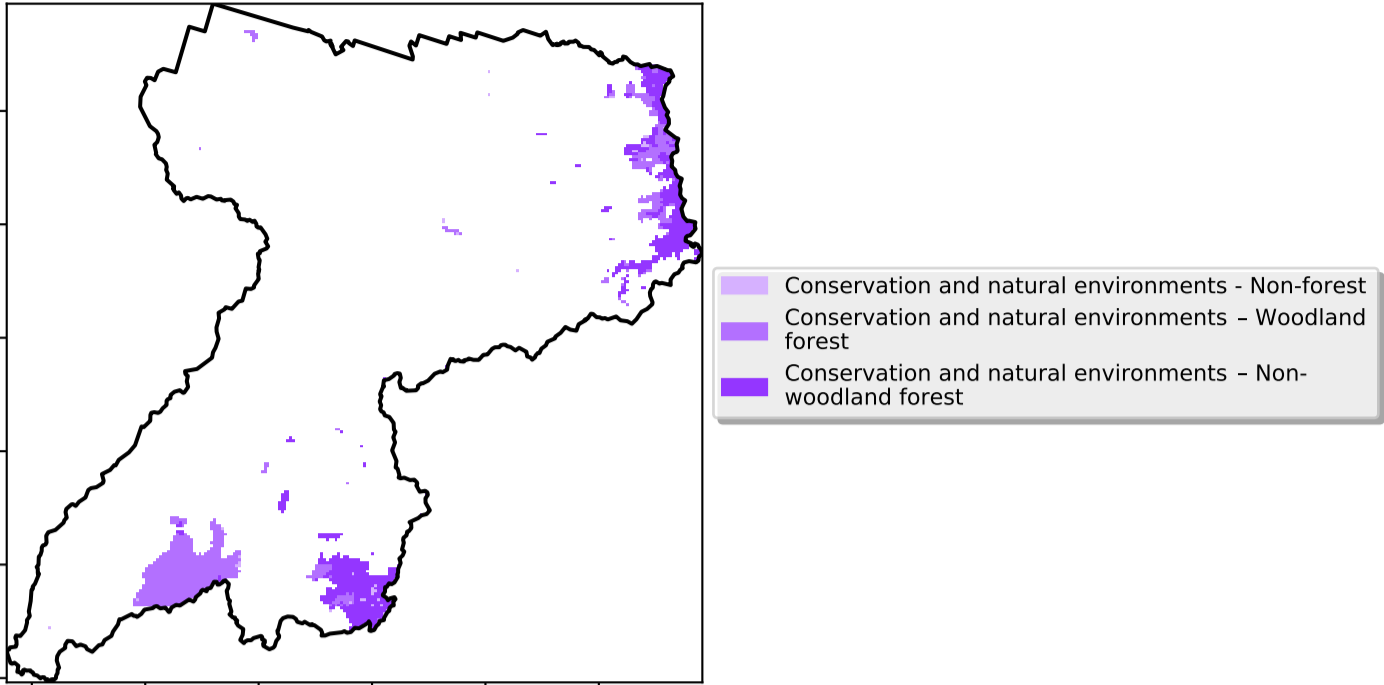 Conservation and natural environments - Non-forest
Conservation and natural environments – Woodland
forest
Conservation and natural environments – Non-
woodland forest